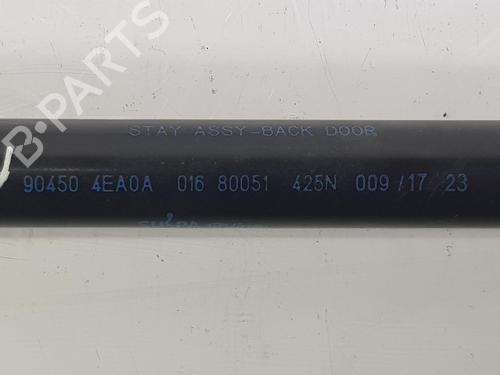 B-PARTS
STAY ASSY-BACK DOOR
90450 4EA0A 016 80051 425N 009/17 23